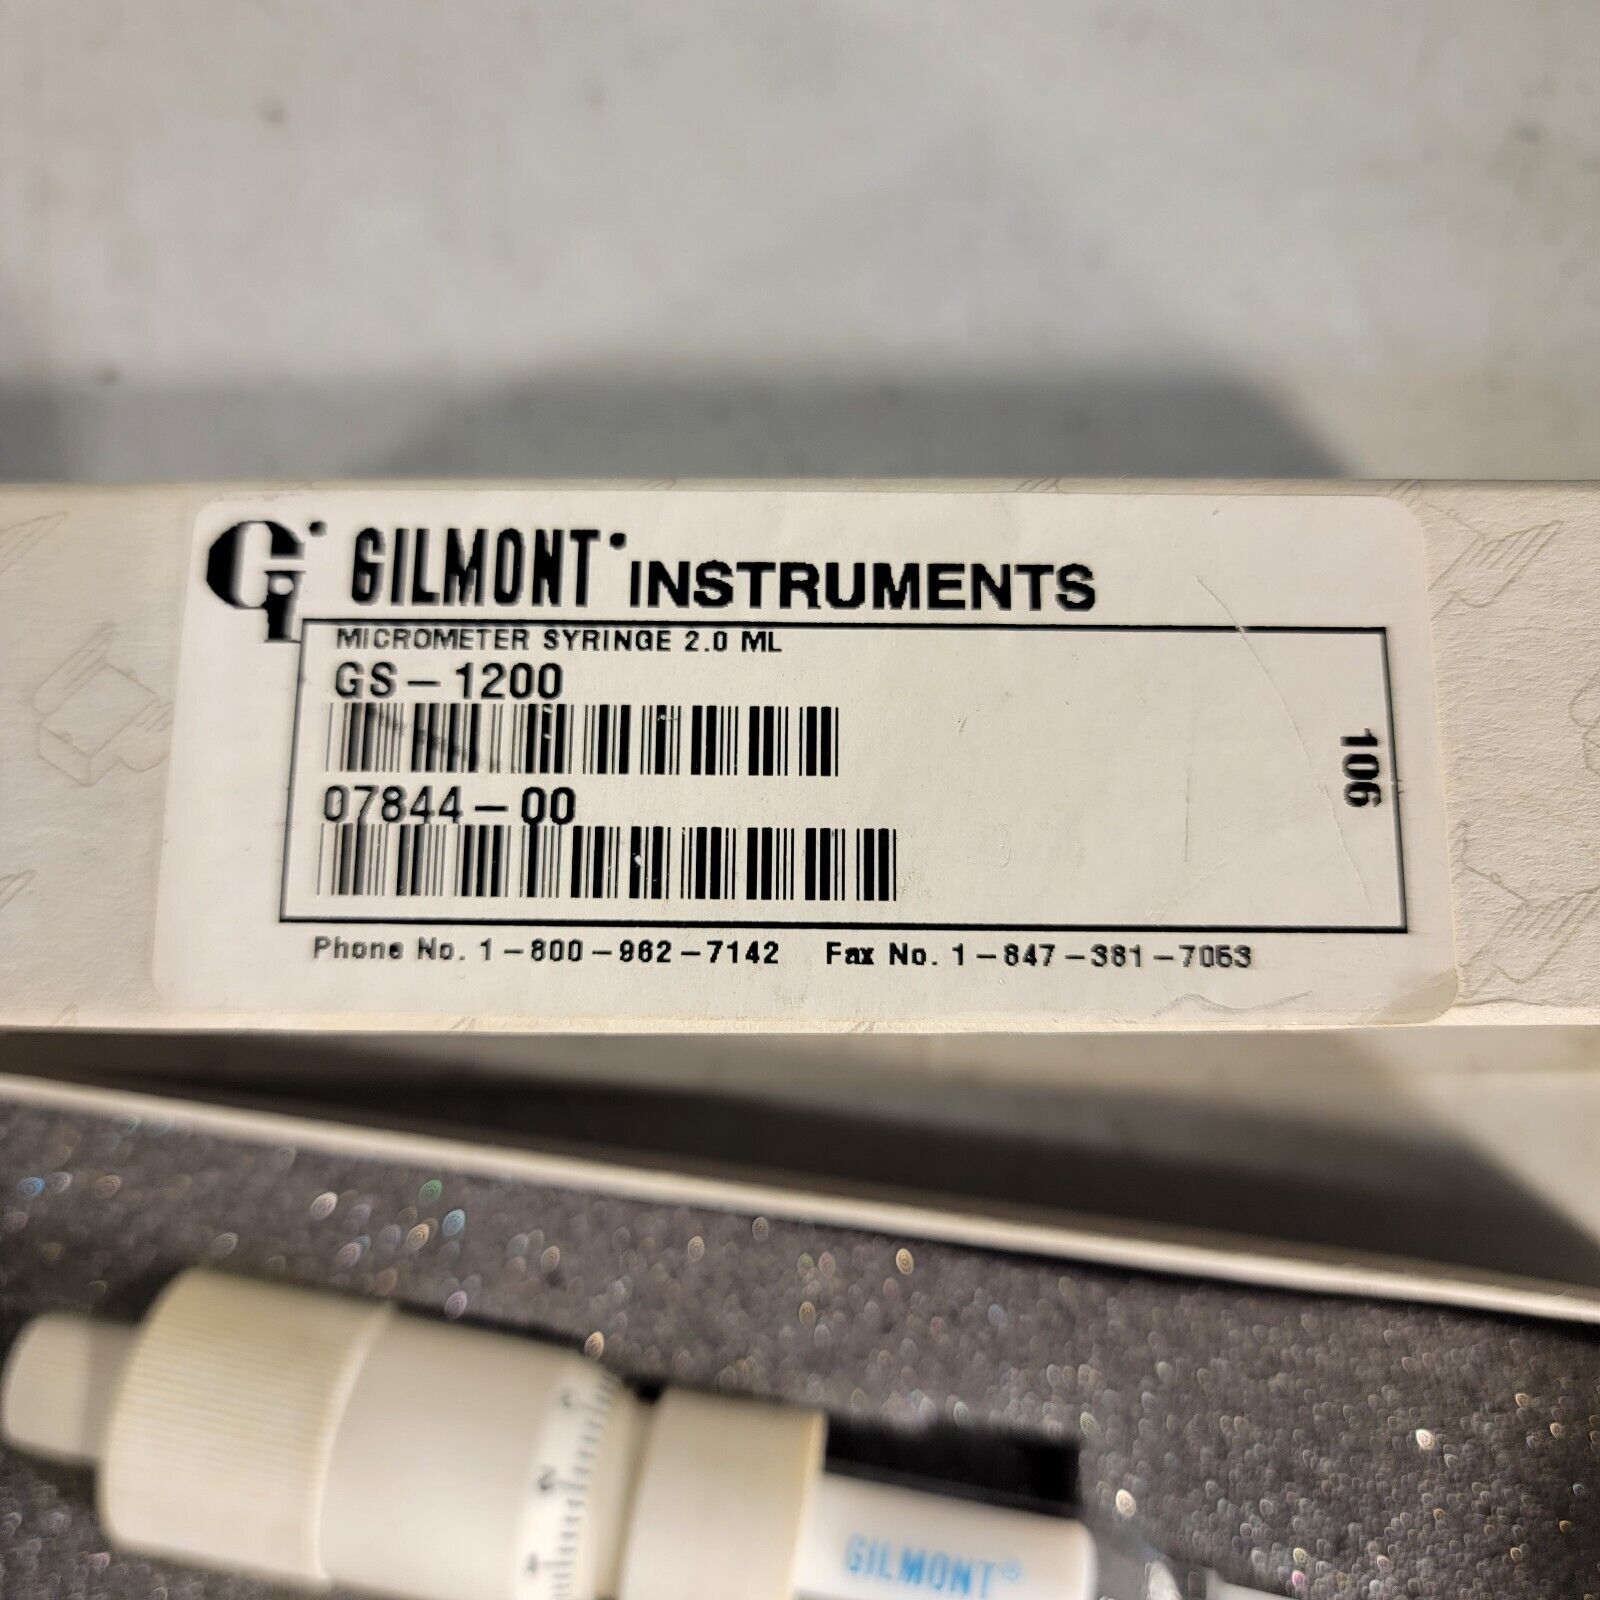 Gi GILMONT INSTRUMENTS
MICROMETER SYRINGE 2.0 ML
GS-1200
07844-00
106
Phone No. 1-800-962-7142 Fax No. 1-847-381-7053
GILMONT®